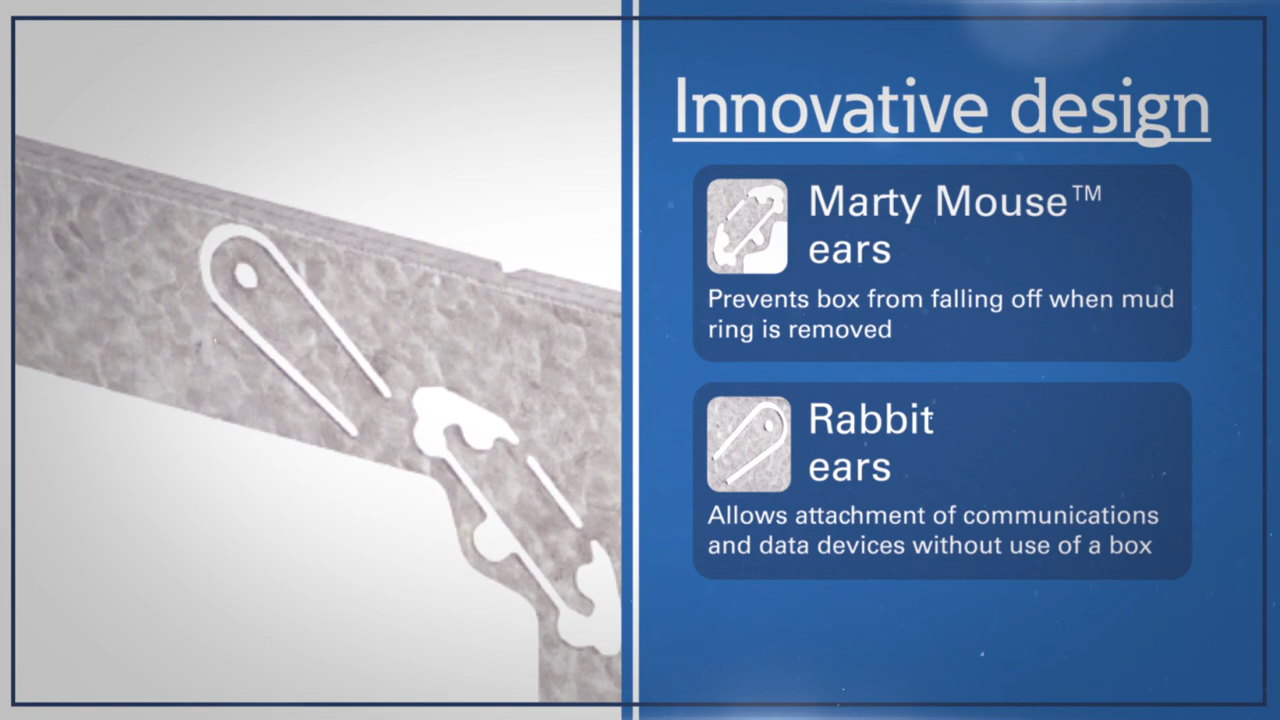 Innovative design
Marty Mouse™
ears
Prevents box from falling off when mud
ring is removed
Rabbit
ears
Allows attachment of communications
and data devices without use of a box